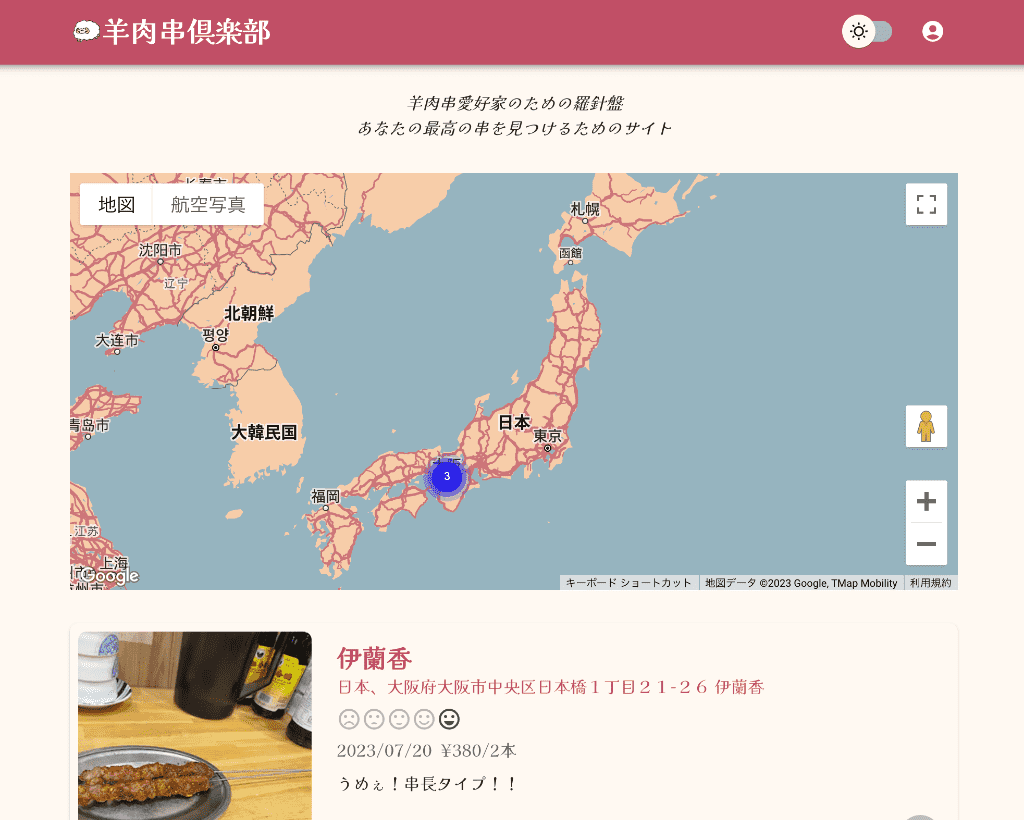 羊肉串倶楽部
羊肉串愛好家のための羅針盤
あなたの最高の串を見つけるためのサイト
地図
航空写真
札幌
函館
沈阳市
辽宁
北朝鮮
평양
大连市
青岛市
大韓民国
日本
東京
3
福岡
江苏
上海
Google
キーボード ショートカット
地図データ ©2023 Google, TMap Mobility
利用規約
伊蘭香
日本、大阪府大阪市中央区日本橋１丁目２１−２６ 伊蘭香
2023/07/20 ¥380/2本
うめぇ！串長タイプ！！